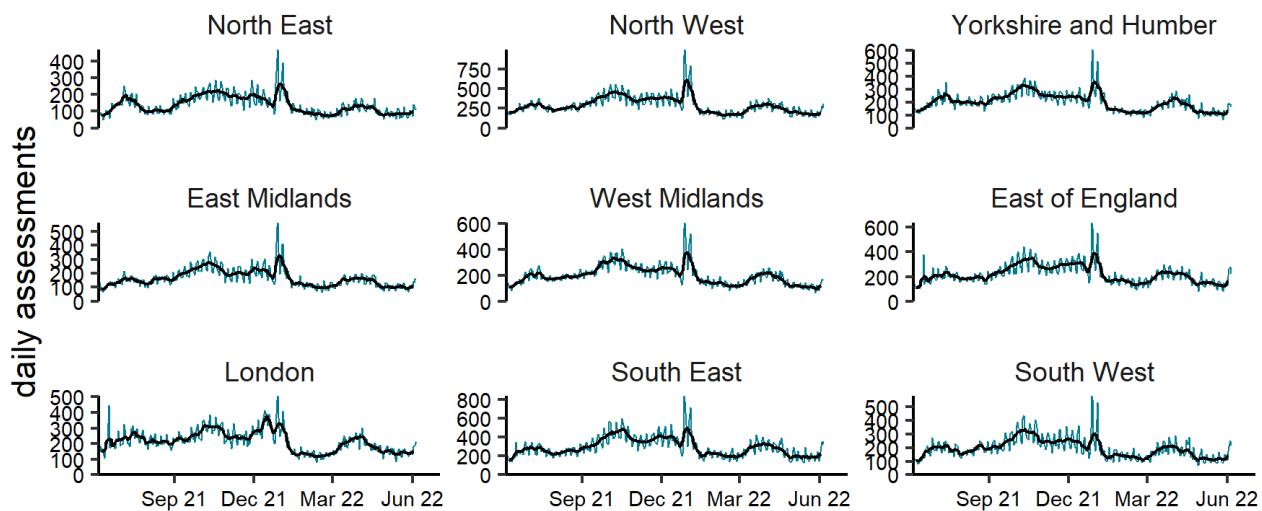 North East North West Yorkshire and Humber
400 300 200 100 0
750 500 250 0
600 500 400 300 200 100 0
daily assessments
East Midlands West Midlands East of England
500 400 300 200 100 0
600 400 200 0
600 400 200 0
London South East South West
500 400 300 200 100 0
800 600 400 200 0
500 400 300 200 100 0
Sep 21 Dec 21 Mar 22 Jun 22 Sep 21 Dec 21 Mar 22 Jun 22 Sep 21 Dec 21 Mar 22 Jun 22